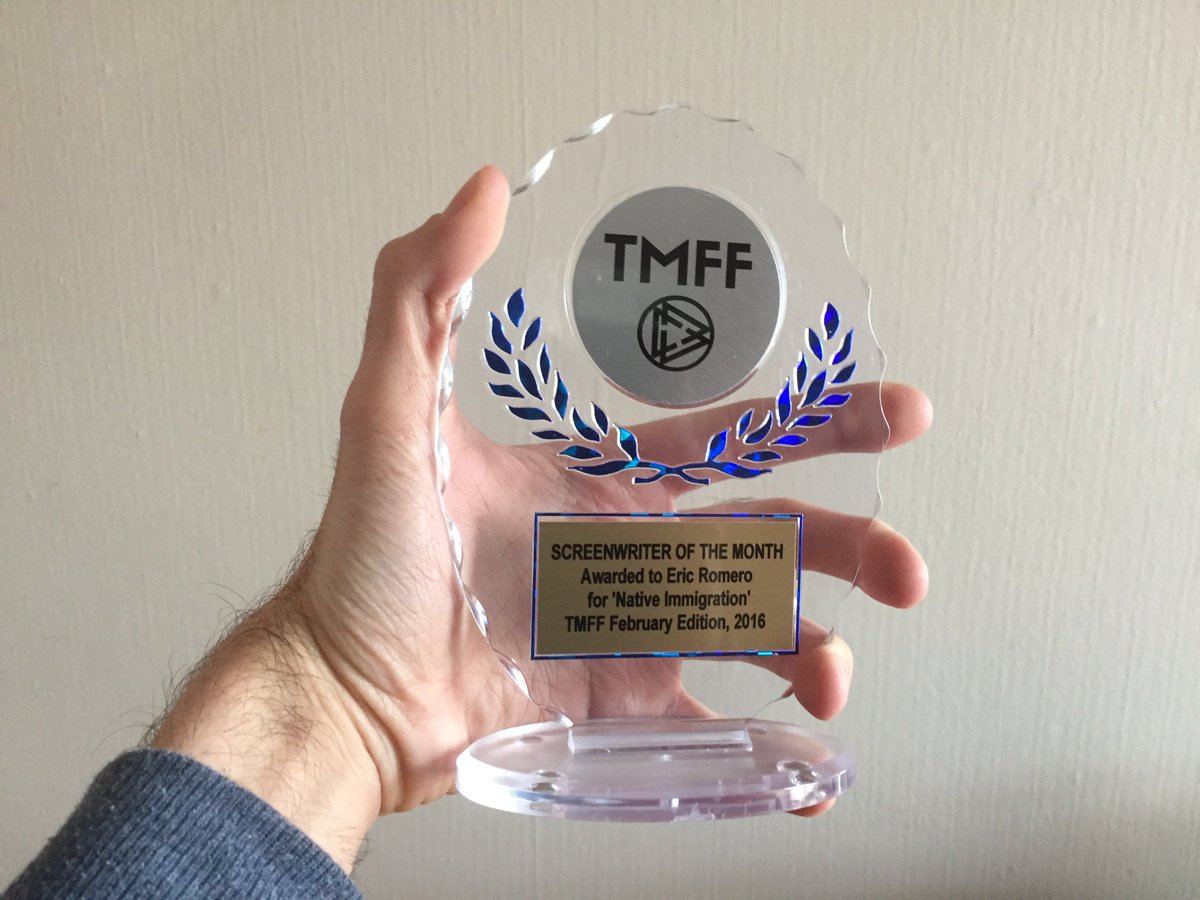 TMFF
SCREENWRITER OF THE MONTH
Awarded to Eric Romero
for 'Native Immigration'
TMFF February Edition, 2016